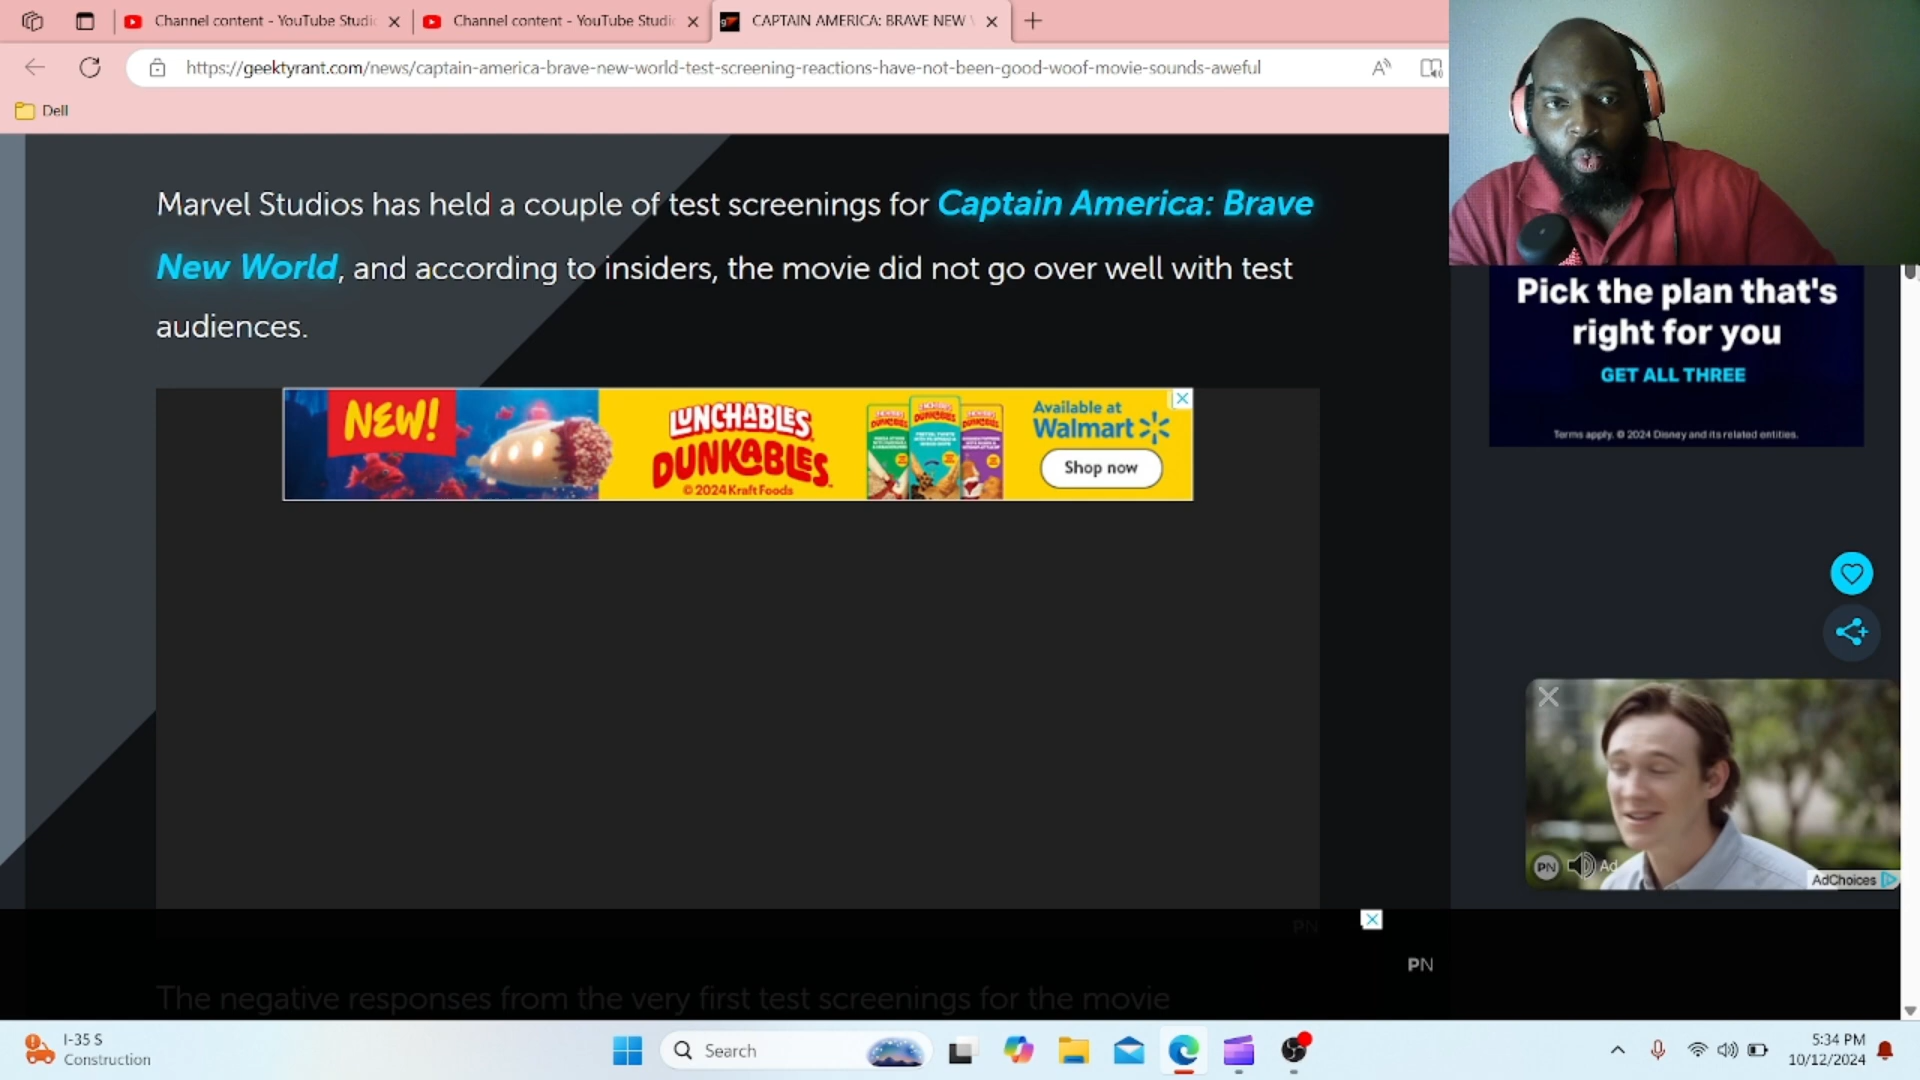 Channel content - YouTube Studi
Channel content - YouTube Studi
CAPTAIN AMERICA: BRAVE NEW
https://geektyrant.com/news/captain-america-brave-new-world-test-screening-reactions-have-not-been-good-woof-movie-sounds-aweful
Dell
Marvel Studios has held a couple of test screenings for Captain America: Brave
New World, and according to insiders, the movie did not go over well with test
audiences.
Pick the plan that's
right for you
GET ALL THREE
Terms apply. © 2024 Disney and its related entities.
NEW!
LUNCHABLES
DUNKABLES
© 2024 Kraft Foods
Available at
Walmart
Shop now
PN
Ad
AdChoices
PN
PN
The negative responses from the very first test screenings for the movie
I-35 S
Construction
Search
5:34 PM
10/12/2024